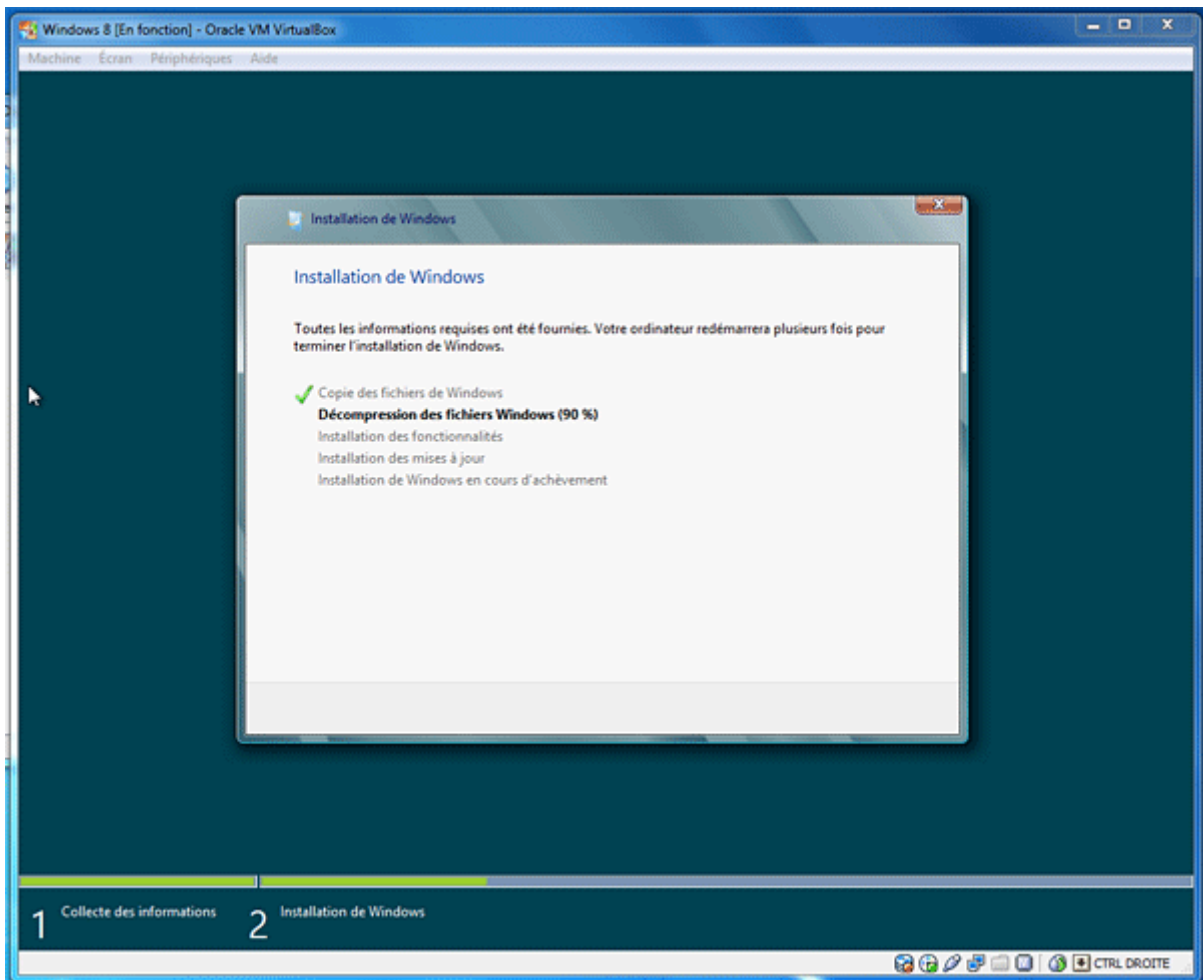 Windows 8 [En fonction] - Oracle VM VirtualBox
Machine Écran Périphériques Aide
Installation de Windows
Installation de Windows
Toutes les informations requises ont été fournies. Votre ordinateur redémarrera plusieurs fois pour
terminer l'installation de Windows.
Copie des fichiers de Windows
Décompression des fichiers Windows (90 %)
Installation des fonctionnalités
Installation des mises à jour
Installation de Windows en cours d'achèvement
1 Collecte des informations 2 Installation de Windows
CTRL DROITE